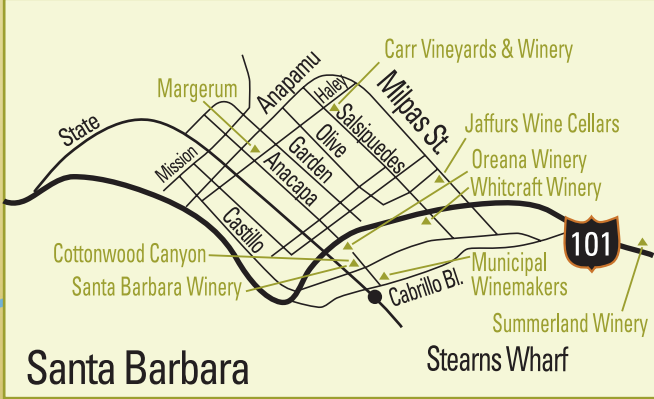 Carr Vineyards & Winery
Margerum
Anapamu
Haley
Milpas St.
State
Salsipuedes
Jaffurs Wine Cellars
Olive
Oreana Winery
Mission
Garden
Whitcraft Winery
Anacapa
Castillo
101
Cottonwood Canyon
Santa Barbara Winery
Municipal
Winemakers
Cabrillo Bl.
Summerland Winery
Stearns Wharf
Santa Barbara